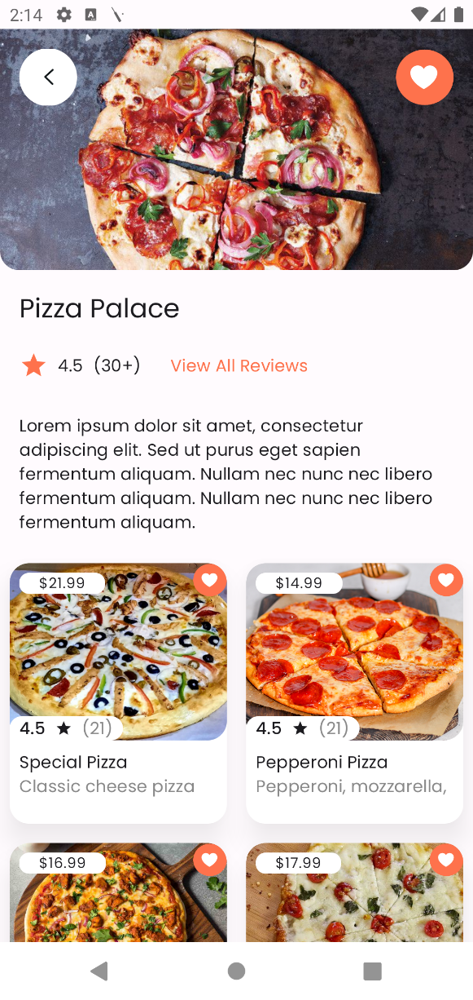 2:14
Pizza Palace
4.5 (30+) View All Reviews
Lorem ipsum dolor sit amet, consectetur
adipiscing elit. Sed ut purus eget sapien
fermentum aliquam. Nullam nec nunc nec libero
fermentum aliquam. Nullam nec nunc nec libero
fermentum aliquam.
$21.99
4.5 ★ (21)
Special Pizza
Classic cheese pizza
$14.99
4.5 ★ (21)
Pepperoni Pizza
Pepperoni, mozzarella,
$16.99
$17.99